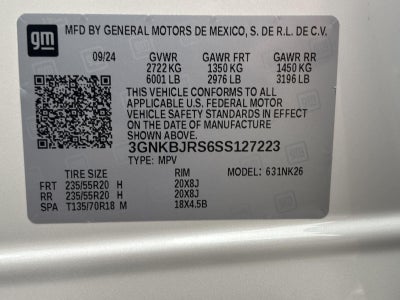 gm
MFD BY GENERAL MOTORS DE MEXICO, S. DE R.L. DE C.V.
09/24 GVWR GAWR FRT GAWR RR
2722 KG 1350 KG 1450 KG
6001 LB 2976 LB 3196 LB
THIS VEHICLE CONFORMS TO ALL
APPLICABLE U.S. FEDERAL MOTOR
VEHICLE SAFETY STANDARDS IN EFFECT
ON THE DATE OF MANUFACTURE SHOWN ABOVE.
3GNKBJRS6SS127223
TYPE: MPV
TIRE SIZE RIM MODEL: 631NK26
FRT 235/55R20 H 20X8J
RR 235/55R20 H 20X8J
SPA T135/70R18 M 18X4.5B